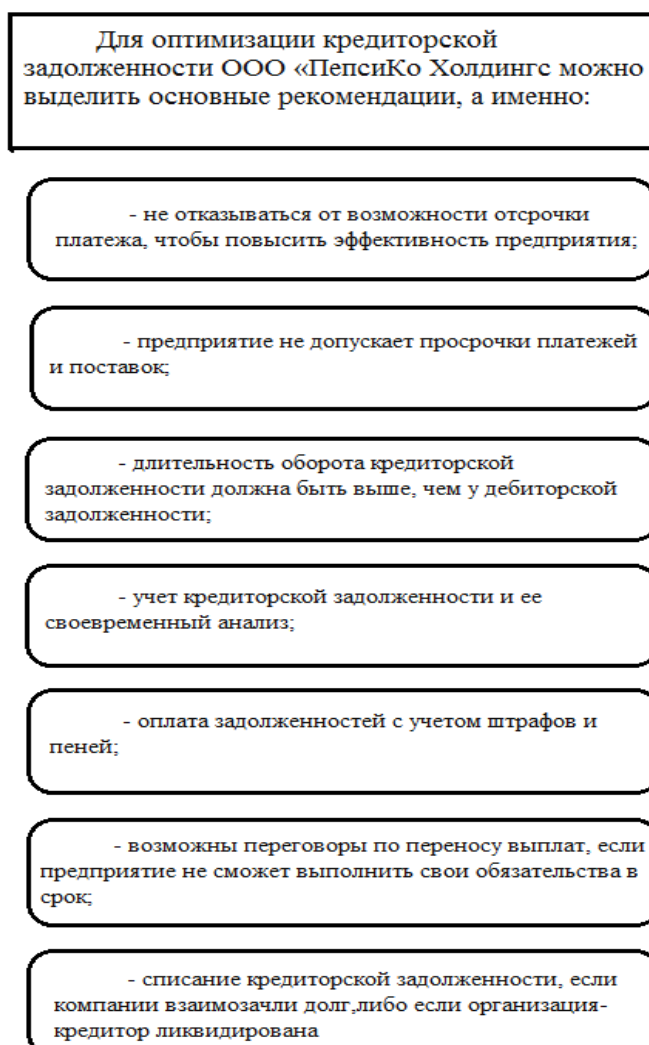 Для оптимизации кредиторской
задолженности ООО «ПепсиКо Холдингс можно
выделить основные рекомендации, а именно:
- не отказываться от возможности отсрочки
платежа, чтобы повысить эффективность предприятия;
- предприятие не допускает просрочки платежей
и поставок;
- длительность оборота кредиторской
задолженности должна быть выше, чем у дебиторской
задолженности;
- учет кредиторской задолженности и ее
своевременный анализ;
- оплата задолженностей с учетом штрафов и
пеней;
- возможны переговоры по переносу выплат, если
предприятие не сможет выполнить свои обязательства в
срок;
- списание кредиторской задолженности, если
компании взаимозачли долг,либо если организация-
кредитор ликвидирована